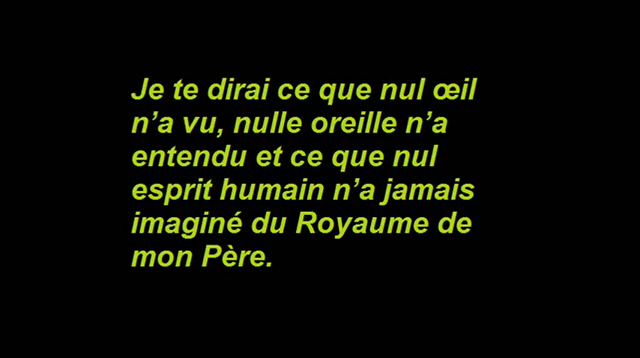 Je te dirai ce que nul œil
n’a vu, nulle oreille n’a
entendu et ce que nul
esprit humain n’a jamais
imaginé du Royaume de
mon Père.